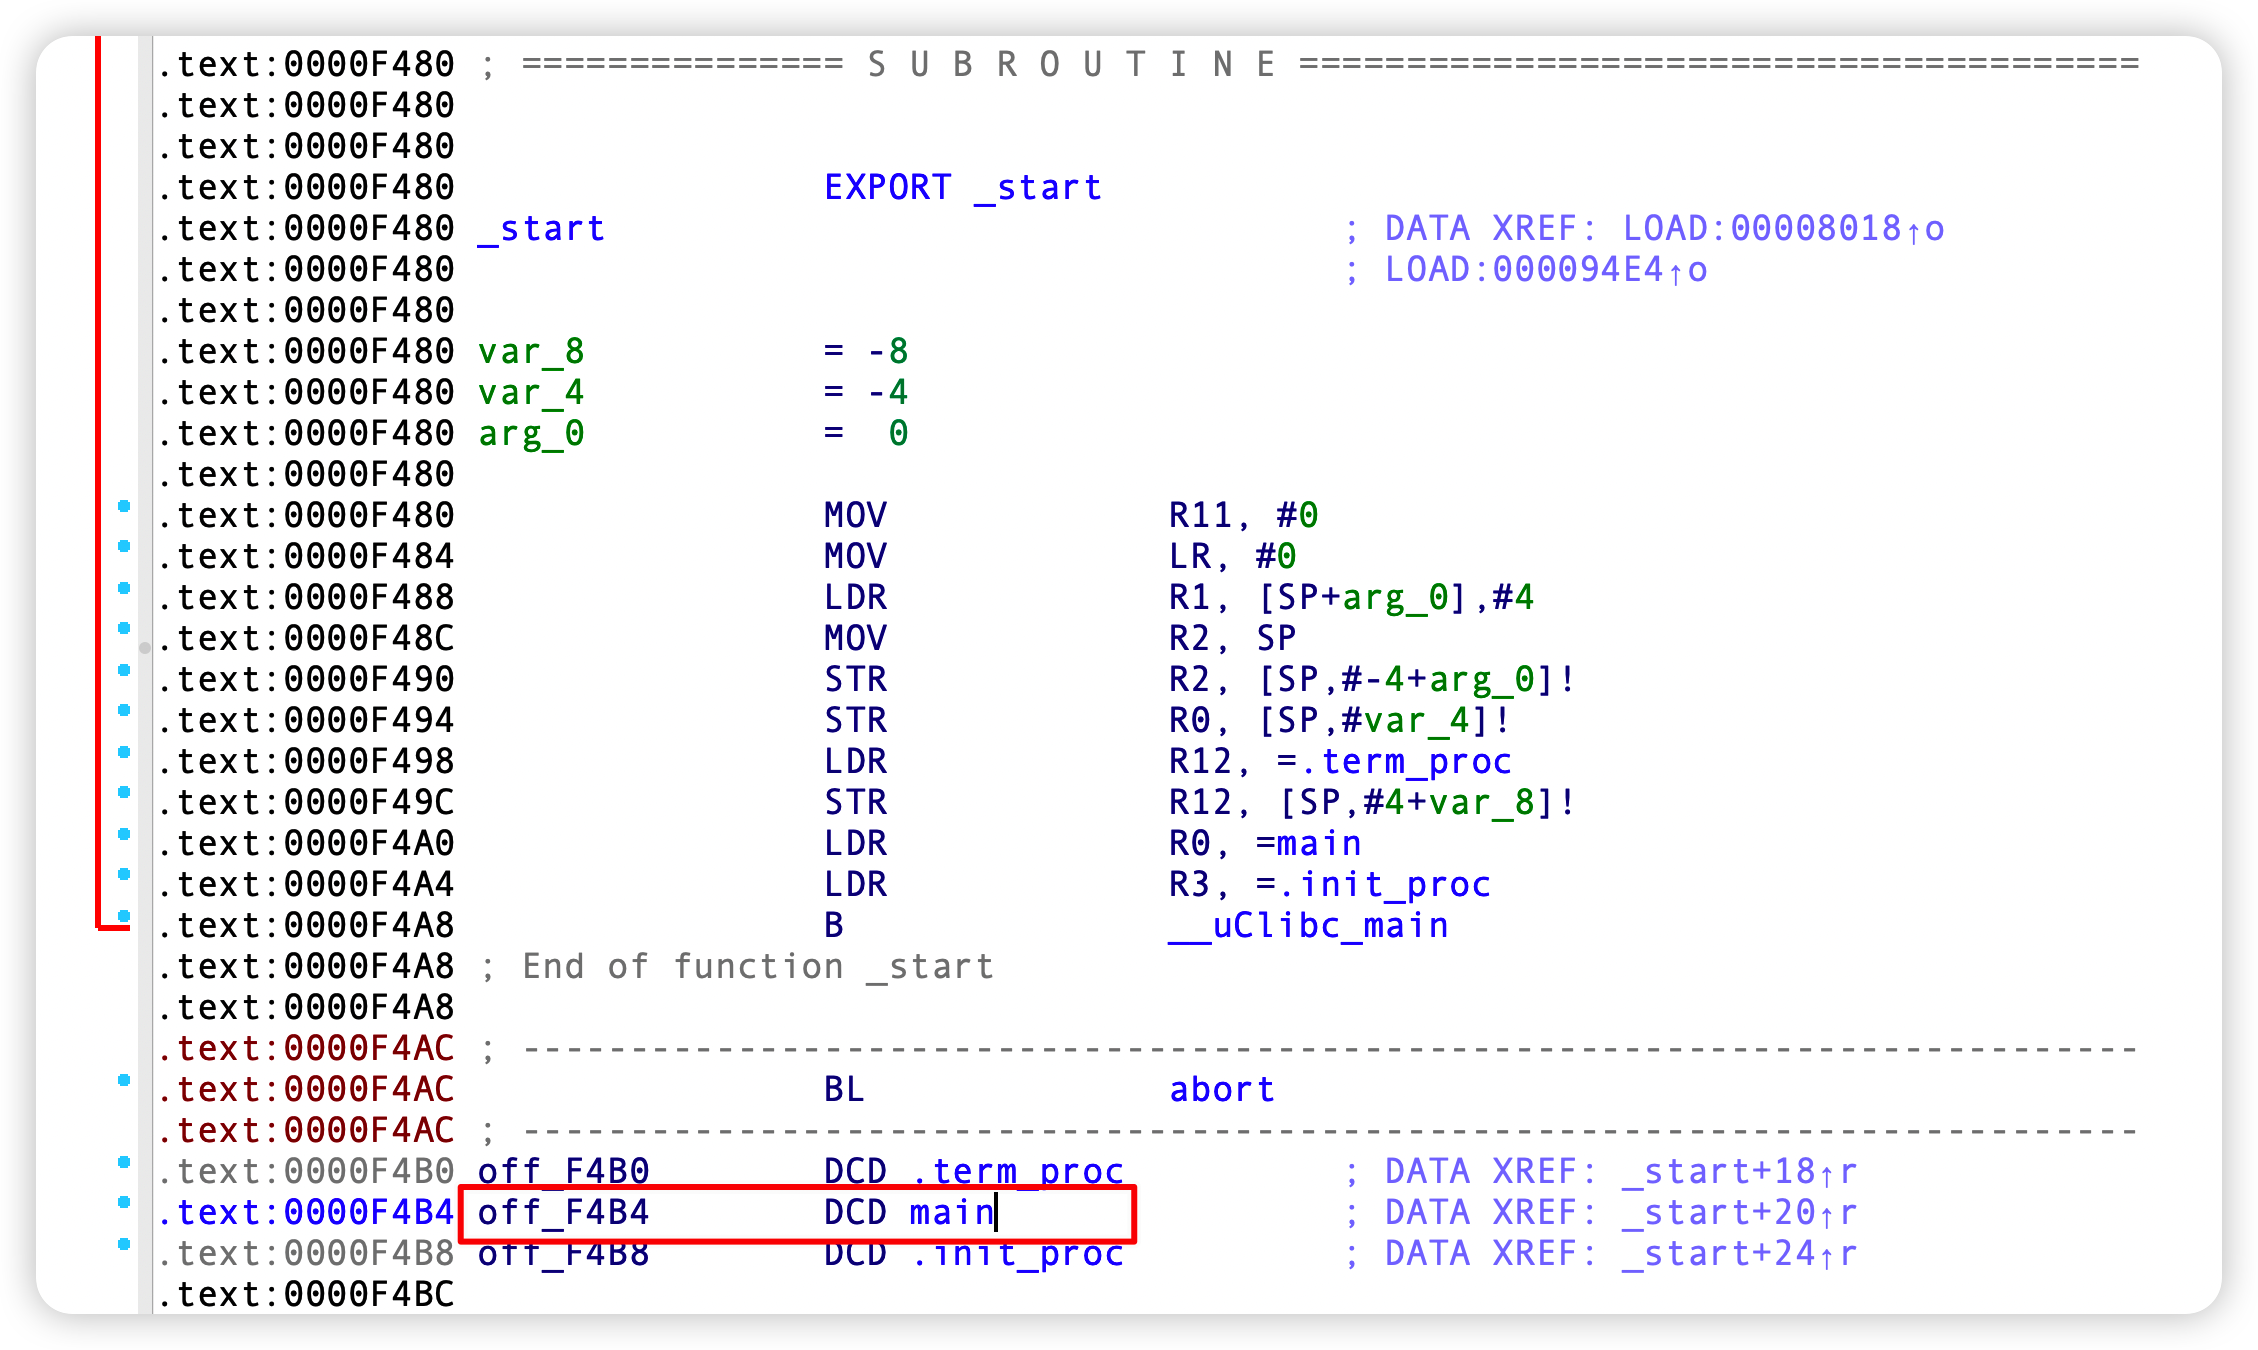 .text:0000F480 ; =============== S U B R O U T I N E =======================================
.text:0000F480
.text:0000F480
.text:0000F480                 EXPORT _start
.text:0000F480 _start                                  ; DATA XREF: LOAD:00008018↑o
.text:0000F480                                         ; LOAD:000094E4↑o
.text:0000F480
.text:0000F480 var_8           = -8
.text:0000F480 var_4           = -4
.text:0000F480 arg_0           =  0
.text:0000F480
.text:0000F480                 MOV             R11, #0
.text:0000F484                 MOV             LR, #0
.text:0000F488                 LDR             R1, [SP+arg_0],#4
.text:0000F48C                 MOV             R2, SP
.text:0000F490                 STR             R2, [SP,#-4+arg_0]!
.text:0000F494                 STR             R0, [SP,#var_4]!
.text:0000F498                 LDR             R12, =.term_proc
.text:0000F49C                 STR             R12, [SP,#4+var_8]!
.text:0000F4A0                 LDR             R0, =main
.text:0000F4A4                 LDR             R3, =.init_proc
.text:0000F4A8                 B               __uClibc_main
.text:0000F4A8 ; End of function _start
.text:0000F4A8
.text:0000F4AC ; ---------------------------------------------------------------------------
.text:0000F4AC                 BL              abort
.text:0000F4AC ; ---------------------------------------------------------------------------
.text:0000F4B0 off_F4B0        DCD .term_proc          ; DATA XREF: _start+18↑r
.text:0000F4B4 off_F4B4        DCD main                ; DATA XREF: _start+20↑r
.text:0000F4B8 off_F4B8        DCD .init_proc          ; DATA XREF: _start+24↑r
.text:0000F4BC